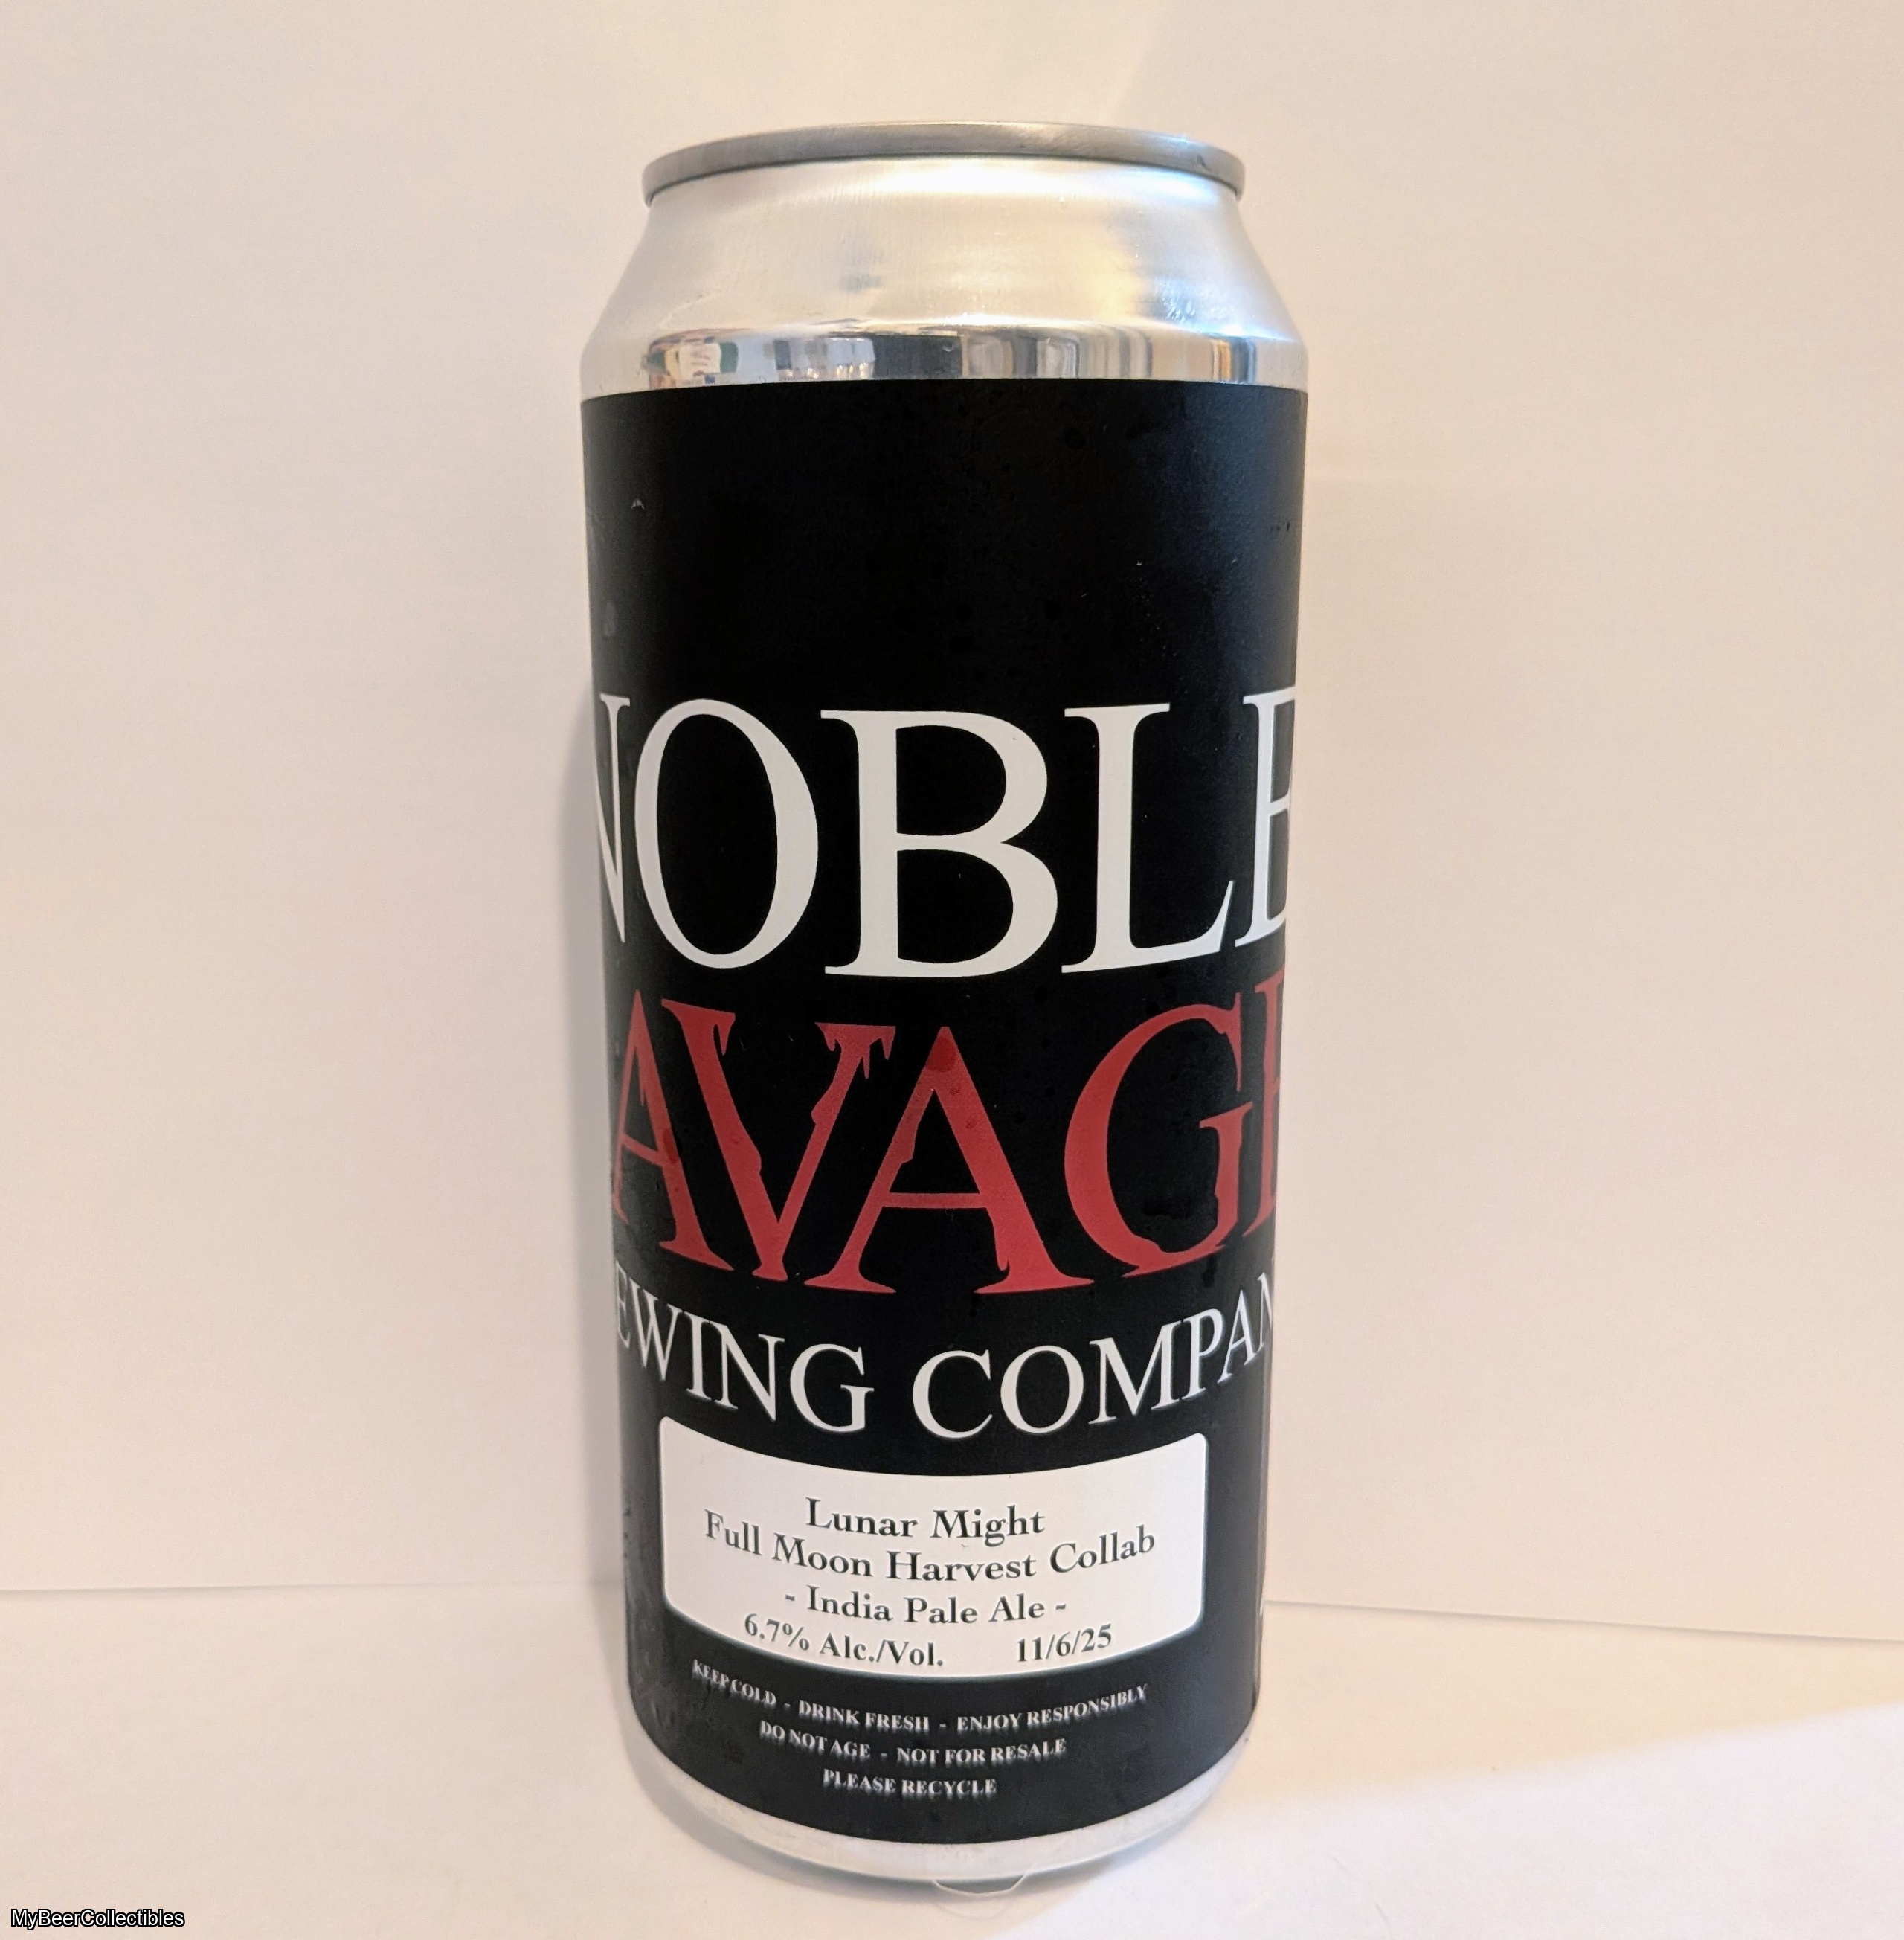 NOBLE
AVAGE
EWING COMPAN
Lunar Might
Full Moon Harvest Collab
- India Pale Ale -
6.7% Alc./Vol. 11/6/25
KEEP COLD - DRINK FRESH - ENJOY RESPONSIBLY
DO NOT AGE - NOT FOR RESALE
PLEASE RECYCLE
MyBeerCollectibles